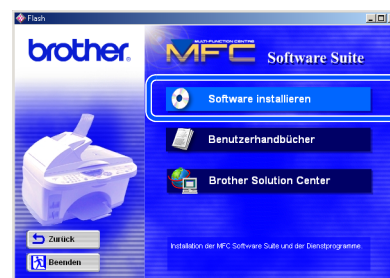 Flash
brother.
MULTI-FUNCTION CENTRE
MFC Software Suite
Software installieren
Benutzerhandbücher
Brother Solution Center
Zurück
Beenden
Installation der MFC Software Suite und der Dienstprogramme